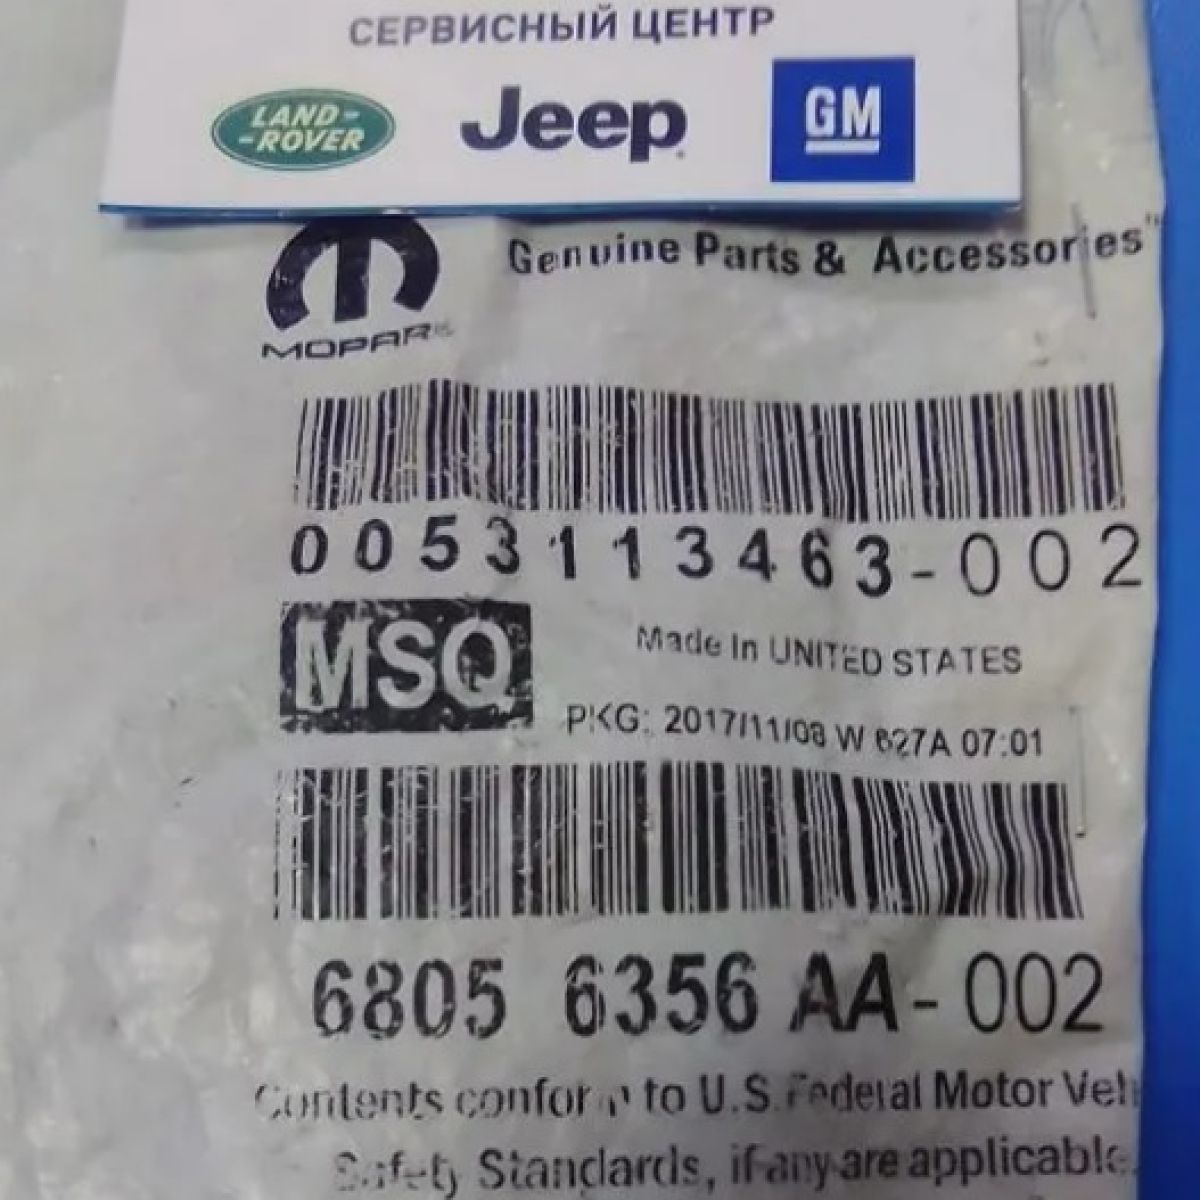 СЕРВИСНЫЙ ЦЕНТР
LAND-
-ROVER
Jeep
GM
Genuine Parts & Accessories"
MOPAR
0053113463-002
MSQ
Made In UNITED STATES
PKG: 2017/11/08 W 627A 07:01
6805 6356 AA-002
Contents conform to U.S. Federal Motor Veh
Safety Standards, if any are applicable.